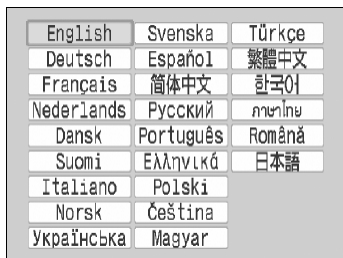 English Svenska Türkçe
Deutsch Español 繁體中文
Français 简体中文 한국어
Nederlands Русский ภาษาไทย
Dansk Português Română
Suomi Ελληνικά 日本語
Italiano Polski
Norsk Čeština
Українська Magyar